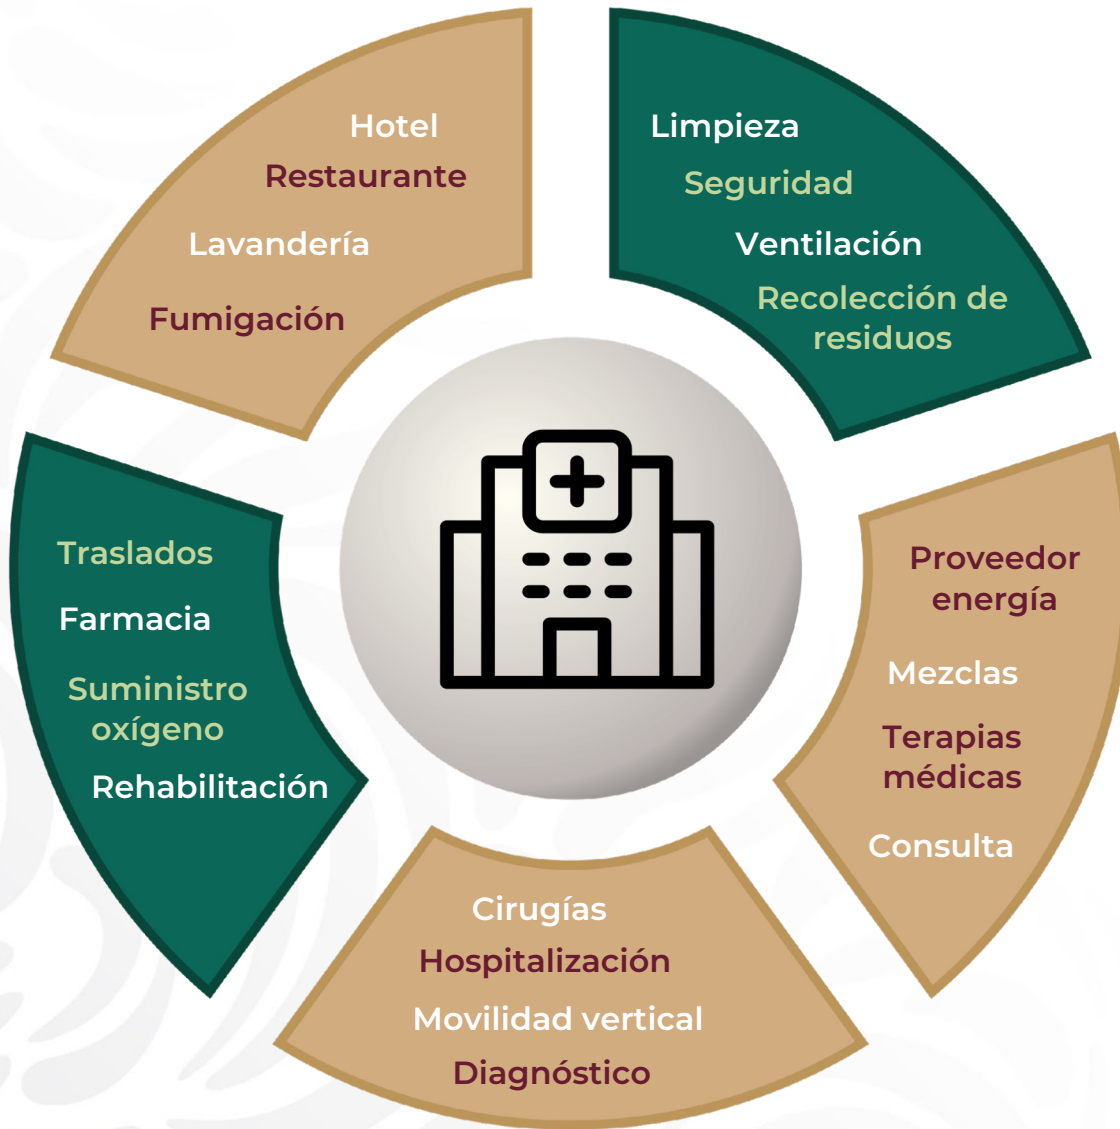 Hotel
Restaurante
Lavandería
Fumigación
Limpieza
Seguridad
Ventilación
Recolección de
residuos
Proveedor
energía
Mezclas
Terapias
médicas
Consulta
Cirugías
Hospitalización
Movilidad vertical
Diagnóstico
Traslados
Farmacia
Suministro
oxígeno
Rehabilitación